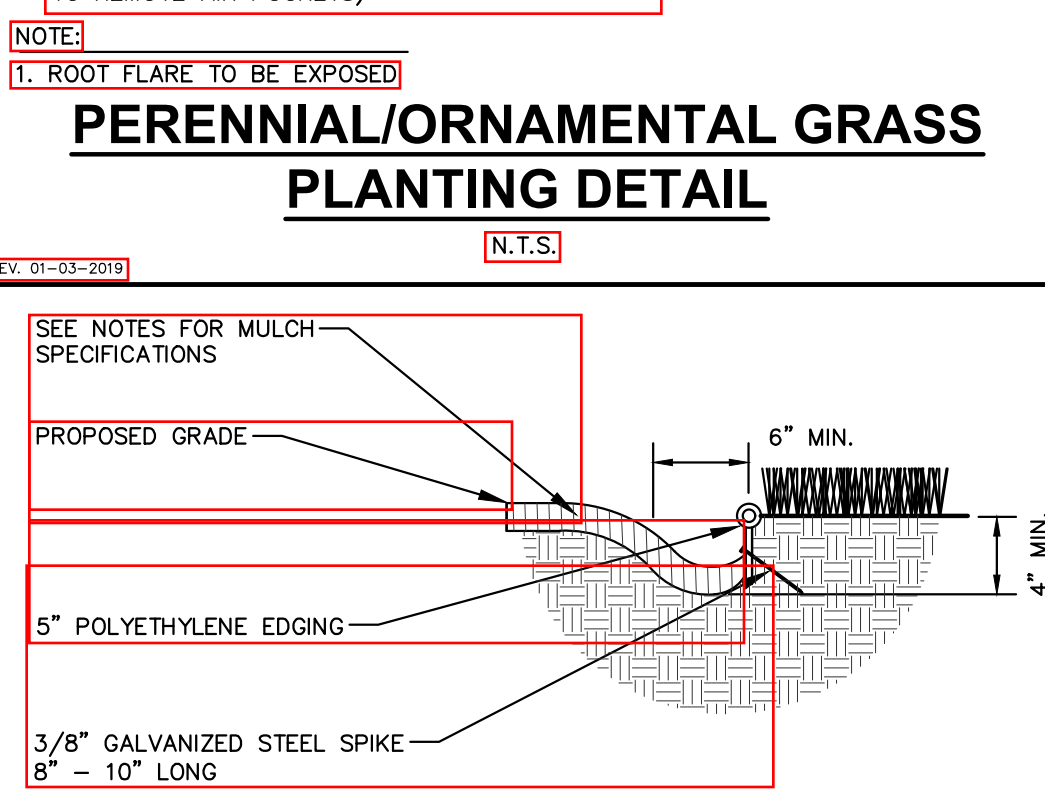 NOTE:
1. ROOT FLARE TO BE EXPOSED
PERENNIAL/ORNAMENTAL GRASS
PLANTING DETAIL
N.T.S.
EV. 01-03-2019
SEE NOTES FOR MULCH
SPECIFICATIONS
PROPOSED GRADE
6" MIN.
4" MIN.
5" POLYETHYLENE EDGING
3/8" GALVANIZED STEEL SPIKE
8" - 10" LONG